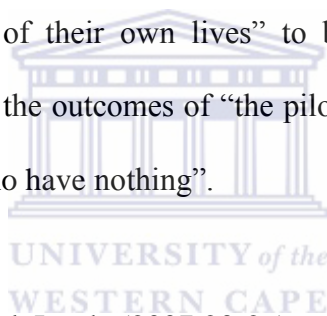 of their own lives” to b
the outcomes of “the pilo
o have nothing”.
UNIVERSITY of the
WESTERN CAPE